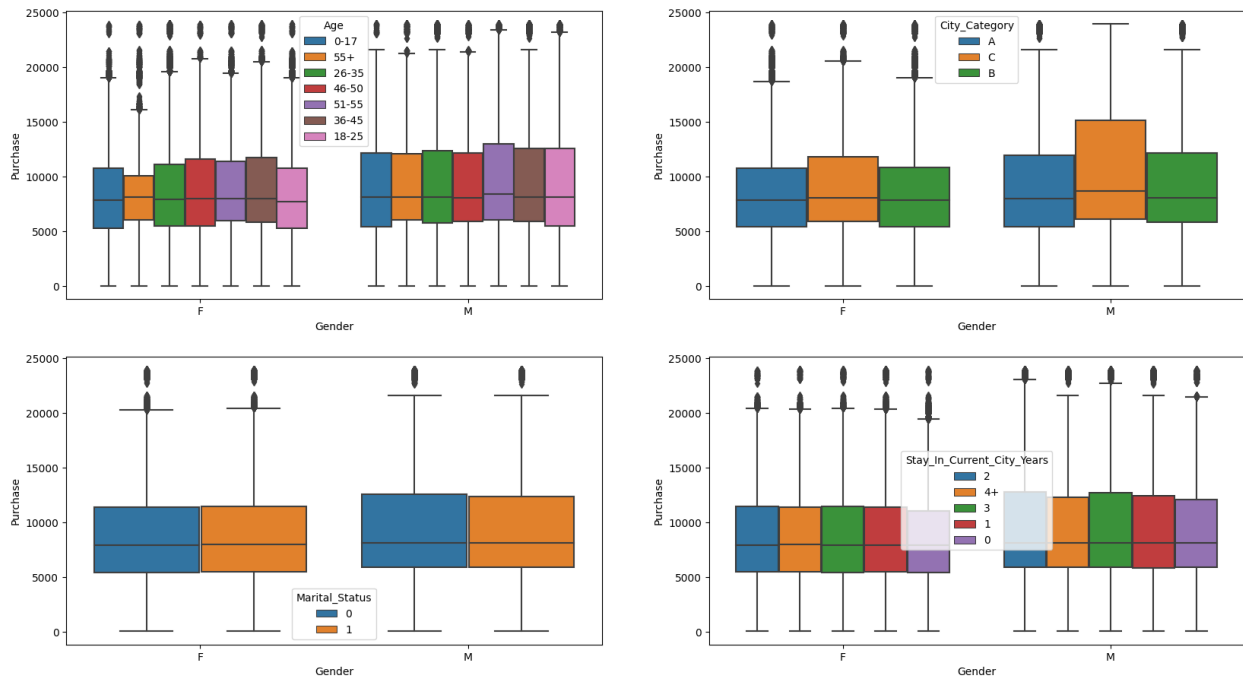 25000
20000
15000
10000
5000
0
Purchase
Age
0-17
55+
26-35
46-50
51-55
36-45
18-25
F
M
Gender
25000
20000
15000
10000
5000
0
Purchase
City_Category
A
C
B
F
M
Gender
25000
20000
15000
10000
5000
0
Purchase
Marital_Status
0
1
F
M
Gender
25000
20000
15000
10000
5000
0
Purchase
Stay_In_Current_City_Years
2
4+
3
1
0
F
M
Gender